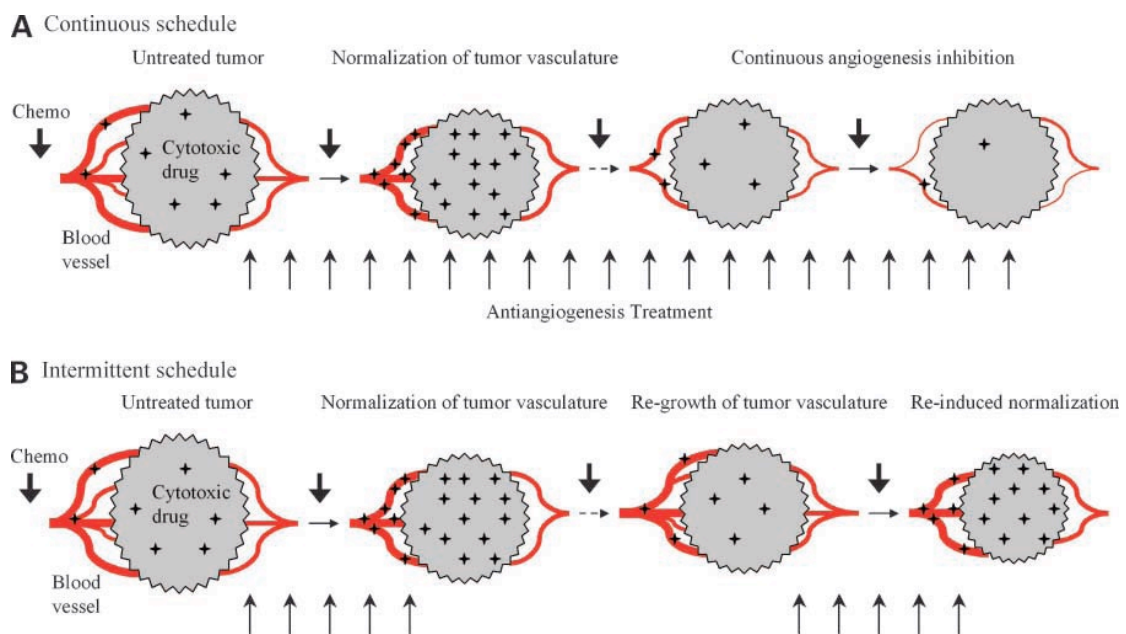 A Continuous schedule
Untreated tumor
Normalization of tumor vasculature
Continuous angiogenesis inhibition
Chemo
Cytotoxic
drug
Blood
vessel
Antiangiogenesis Treatment
B Intermittent schedule
Untreated tumor
Normalization of tumor vasculature
Re-growth of tumor vasculature
Re-induced normalization
Chemo
Cytotoxic
drug
Blood
vessel